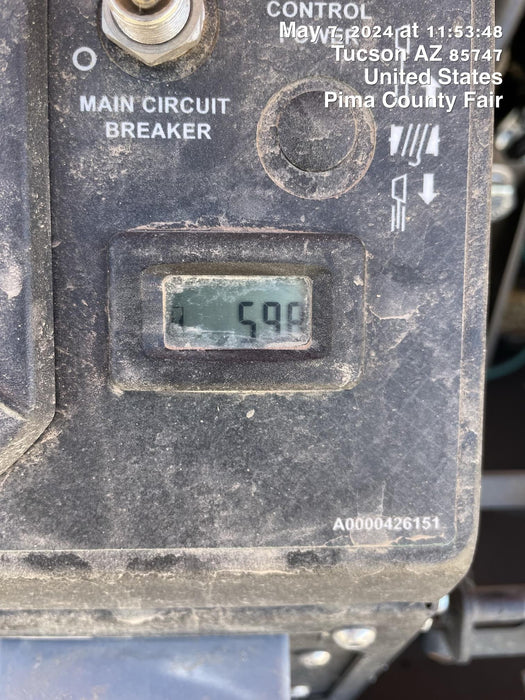 CONTROL
POWER
May 7, 2024 at 11:53:48
Tucson AZ 85747
United States
Pima County Fair
O
MAIN CIRCUIT
BREAKER
A0000426151